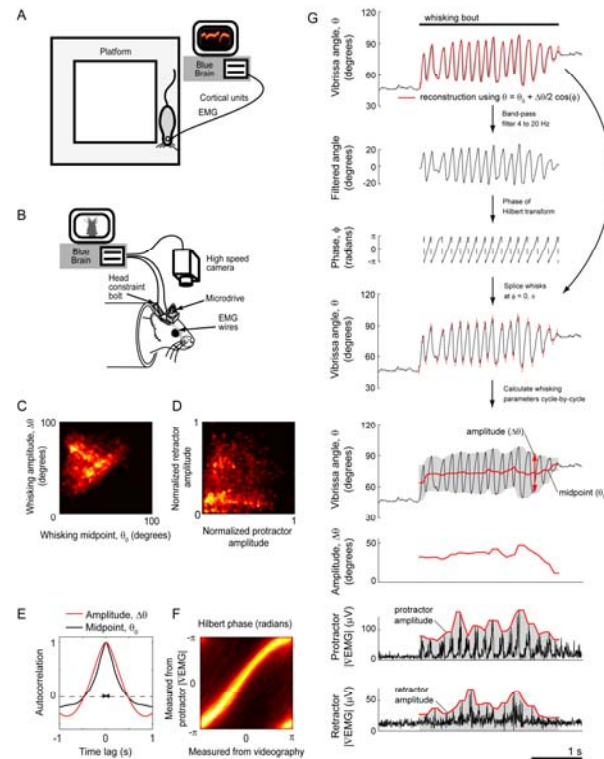 A
Platform
Blue
Brain
Cortical units
EMG
B
Blue
Brain
High speed
camera
Head
constraint
bolt
Microdrive
EMG
wires
C
Whisking amplitude, Δθ
(degrees)
100
0
Whisking midpoint, θ₀ (degrees)
100
D
Normalized retractor
amplitude
1
0
Normalized protractor
amplitude
1
E
Amplitude, Δθ
Midpoint, θ₀
Autocorrelation
1
0
-1
0
1
Time lag (s)
F
Hilbert phase (radians)
Measured from
protractor |∇EMG|
-π
0
-π
0
π
Measured from videography
G
whisking bout
Vibrissa angle, θ
(degrees)
90
60
30
reconstruction using θ = θ₀ + Δθ/2 cos(ϕ)
Band-pass
filter 4 to 20 Hz
Filtered angle
(degrees)
20
0
-20
Phase of
Hilbert transform
Phase, ϕ
(radians)
π
0
-π
Splice whisks
at ϕ = 0, π
Vibrissa angle, θ
(degrees)
90
60
30
Calculate whisking
parameters cycle-by-cycle
Vibrissa angle, θ
(degrees)
90
60
30
amplitude (Δθ)
midpoint (θ
Amplitude, Δθ
(degrees)
50
0
Protractor
|∇EMG| (µV)
150
0
protractor
amplitude
Retractor
|∇EMG| (µV)
50
0
retractor
amplitude
1 s